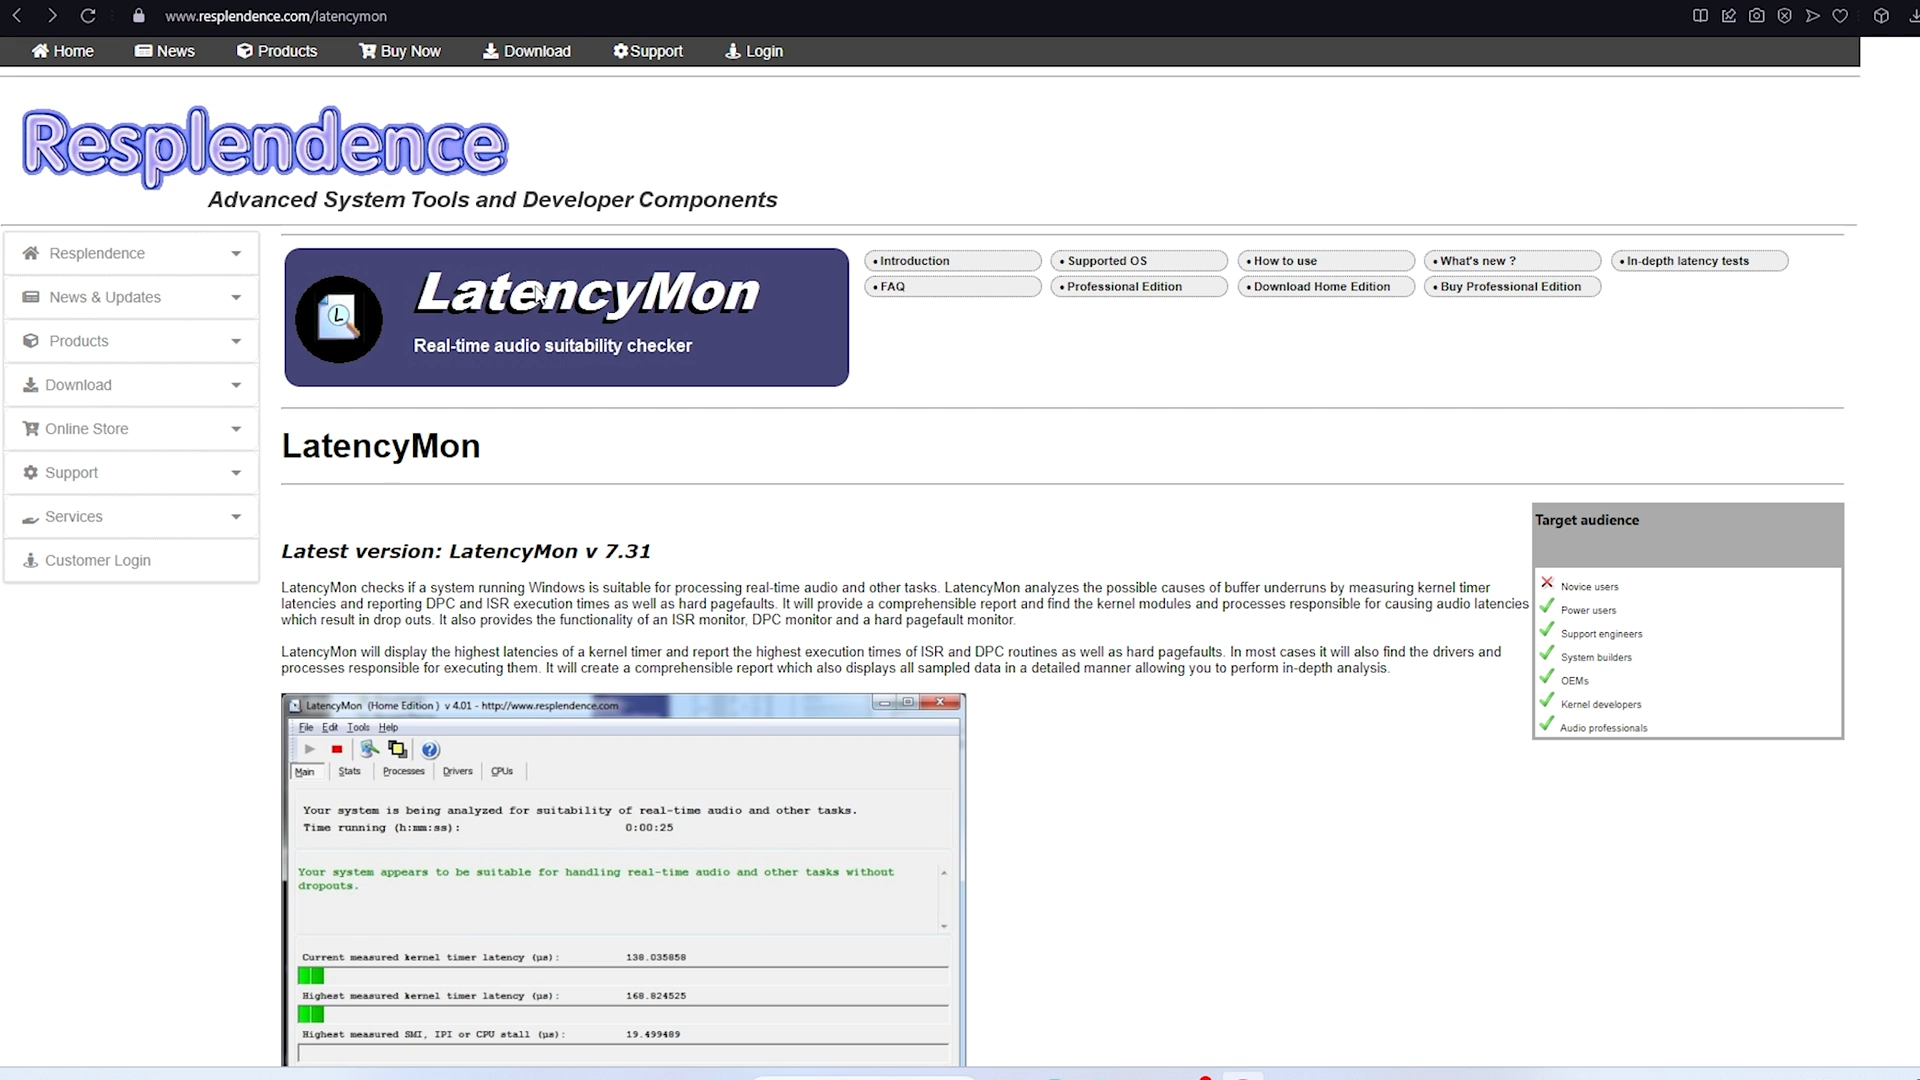 www.resplendence.com/latencymon
Home News Products Buy Now Download Support Login
Resplendence
Advanced System Tools and Developer Components
Resplendence
News & Updates
Products
Download
Online Store
Support
Services
Customer Login
L
LatencyMon
Real-time audio suitability checker
• Introduction • Supported OS • How to use • What's new ? • In-depth latency tests
• FAQ • Professional Edition • Download Home Edition • Buy Professional Edition
LatencyMon
Latest version: LatencyMon v 7.31
LatencyMon checks if a system running Windows is suitable for processing real-time audio and other tasks. LatencyMon analyzes the possible causes of buffer underruns by measuring kernel timer
latencies and reporting DPC and ISR execution times as well as hard pagefaults. It will provide a comprehensive report and find the kernel modules and processes responsible for causing audio latencies
which result in drop outs. It also provides the functionality of an ISR monitor, DPC monitor and a hard pagefault monitor.
LatencyMon will display the highest latencies of a kernel timer and report the highest execution times of ISR and DPC routines as well as hard pagefaults. In most cases it will also find the drivers and
processes responsible for executing them. It will create a comprehensible report which also displays all sampled data in a detailed manner allowing you to perform in-depth analysis.
Target audience
Novice users
Power users
Support engineers
System builders
OEMs
Kernel developers
Audio professionals
LatencyMon (Home Edition ) v 4.01 - http://www.resplendence.com
File Edit Tools Help
Main Stats Processes Drivers CPUs
Your system is being analyzed for suitability of real-time audio and other tasks.
Time running (h:mm:ss): 0:00:25
Your system appears to be suitable for handling real-time audio and other tasks without
dropouts.
Current measured kernel timer latency (µs): 138.035858
Highest measured kernel timer latency (µs): 168.824525
Highest measured SMI, IPI or CPU stall (µs): 19.499489